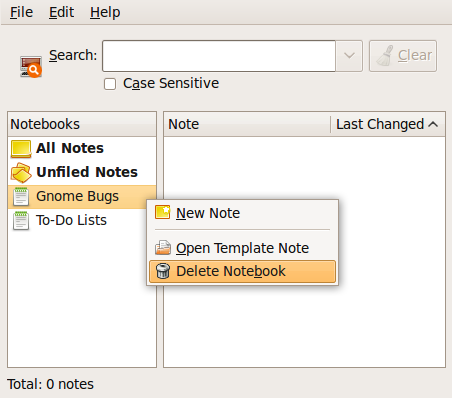 File Edit Help
Search: Clear
Case Sensitive
Notebooks Note Last Changed
All Notes
Unfiled Notes
Gnome Bugs
To-Do Lists
New Note
Open Template Note
Delete Notebook
Total: 0 notes